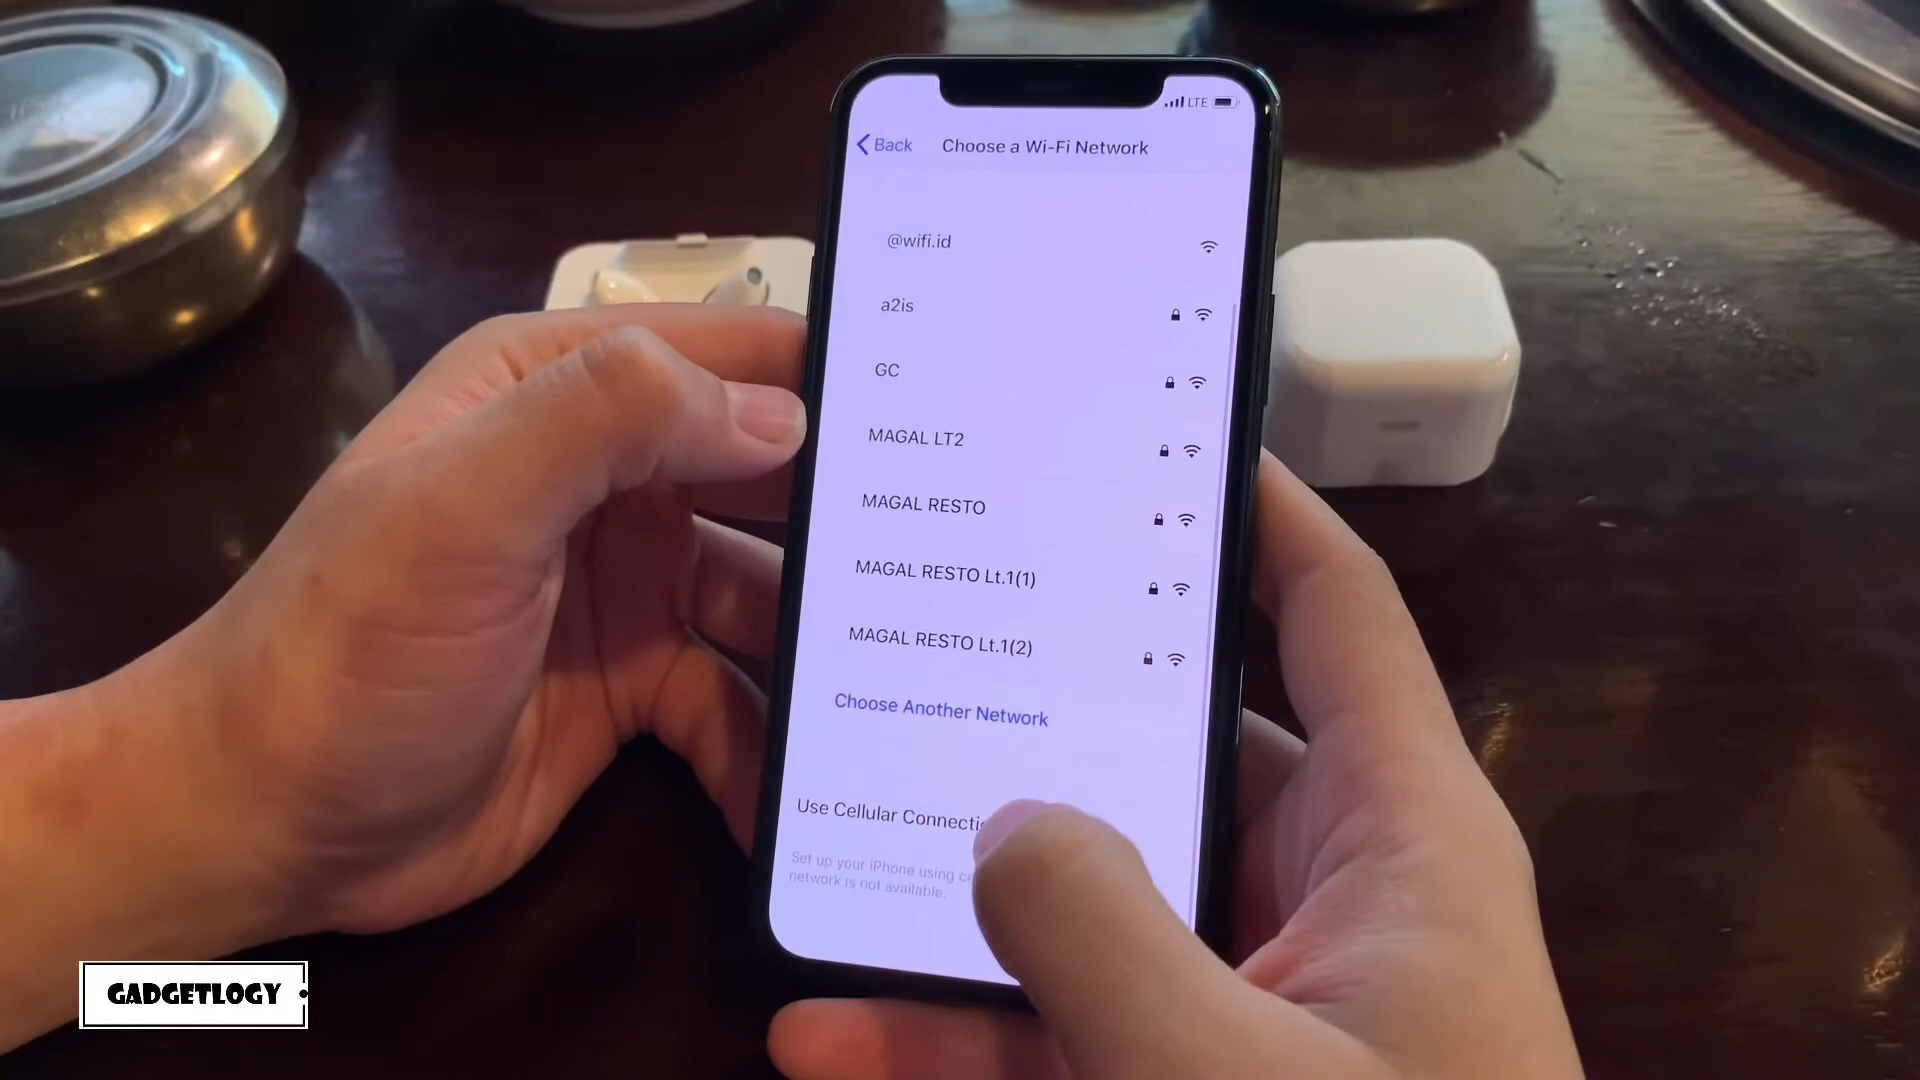 LTE
Back
Choose a Wi-Fi Network
@wifi.id
a2is
GC
MAGAL LT2
MAGAL RESTO
MAGAL RESTO Lt.1(1)
MAGAL RESTO Lt.1(2)
Choose Another Network
Use Cellular
Set up your iPhone using
network is not available.
GADGETLOGY